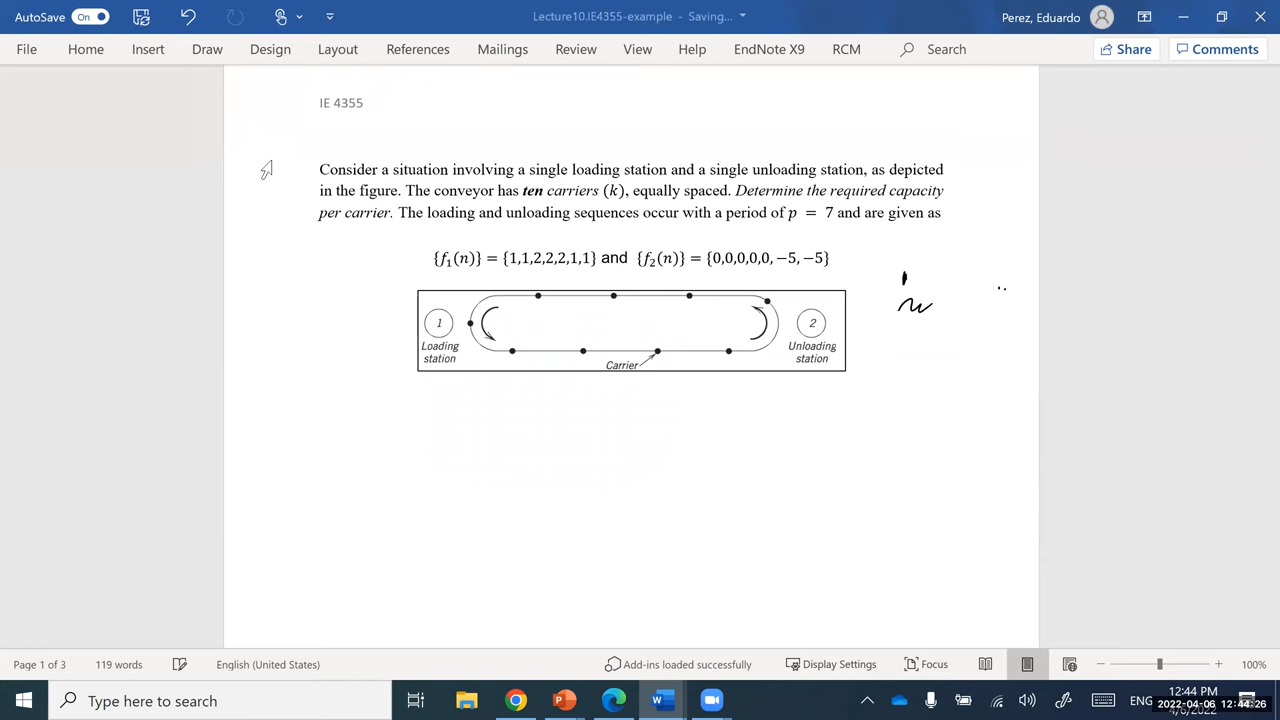 AutoSave On Lecture10.IE4355-example - Saving... Perez, Eduardo
File Home Insert Draw Design Layout References Mailings Review View Help EndNote X9 RCM Search Share Comments
IE 4355
Consider a situation involving a single loading station and a single unloading station, as depicted
in the figure. The conveyor has ten carriers (k), equally spaced. Determine the required capacity
per carrier. The loading and unloading sequences occur with a period of p = 7 and are given as
{f₁(n)} = {1,1,2,2,2,1,1} and {f₂(n)} = {0,0,0,0,0, −5, −5}
1 2
Loading Unloading
station station
Carrier
Page 1 of 3 119 words English (United States) Add-ins loaded successfully Display Settings Focus 100%
Type here to search ENG 12:44 PM
2022-04-06 12:44:26